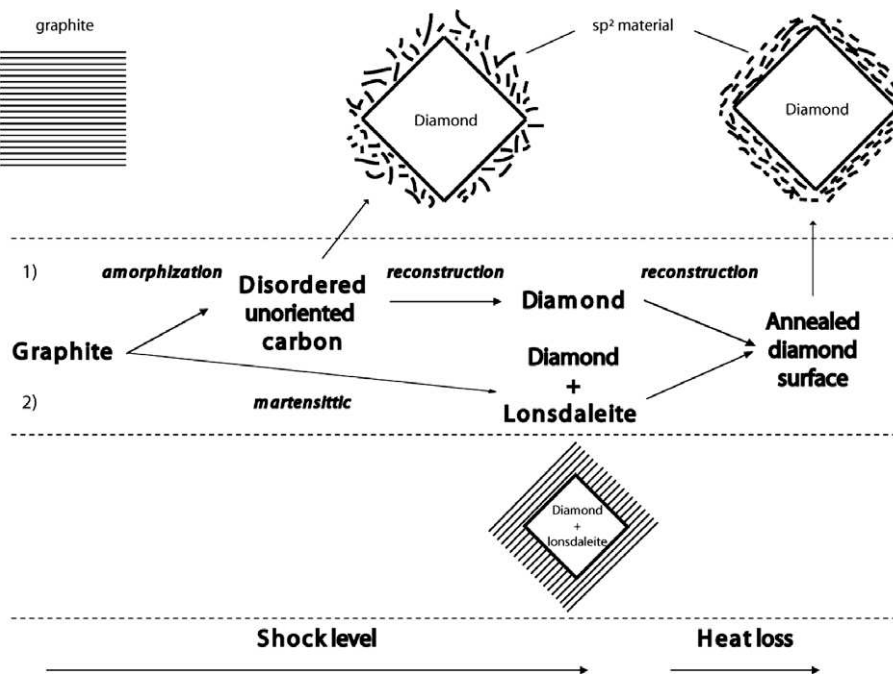 graphite
sp² material
Diamond
Diamond
1)
amorphization
reconstruction
reconstruction
Disordered
unoriented
carbon
Diamond
Annealed
diamond
surface
Graphite
Diamond
+
Lonsdaleite
2)
martensittic
Diamond
+
lonsdaleite
Shock level
Heat loss